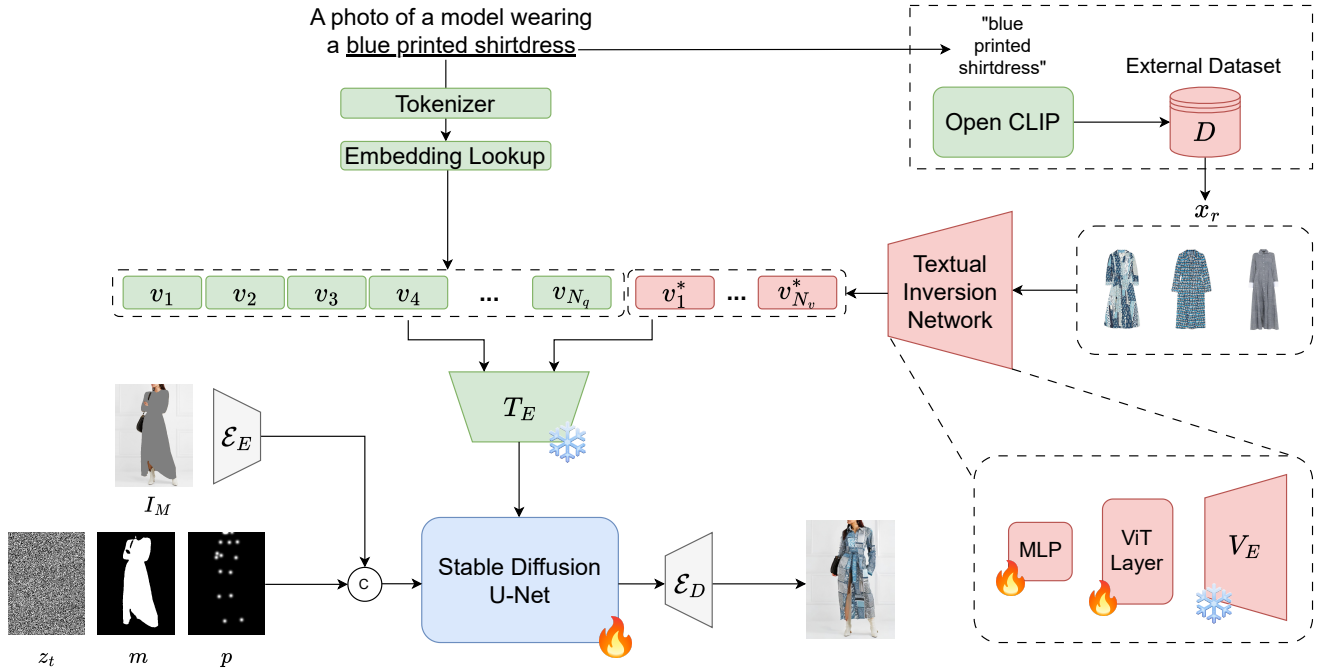 A photo of a model wearing
a blue printed shirtdress
"blue
printed
shirtdress"
External Dataset
Tokenizer
Open CLIP
D
Embedding Lookup
x_r
v_1 v_2 v_3 v_4 ... v_{N_q} v^*_1 ... v^*_{N_v}
Textual
Inversion
Network
T_E
ℰ_E
I_M
Stable Diffusion
U-Net
C
ℰ_D
MLP
ViT
Layer
V_E
z_t m p